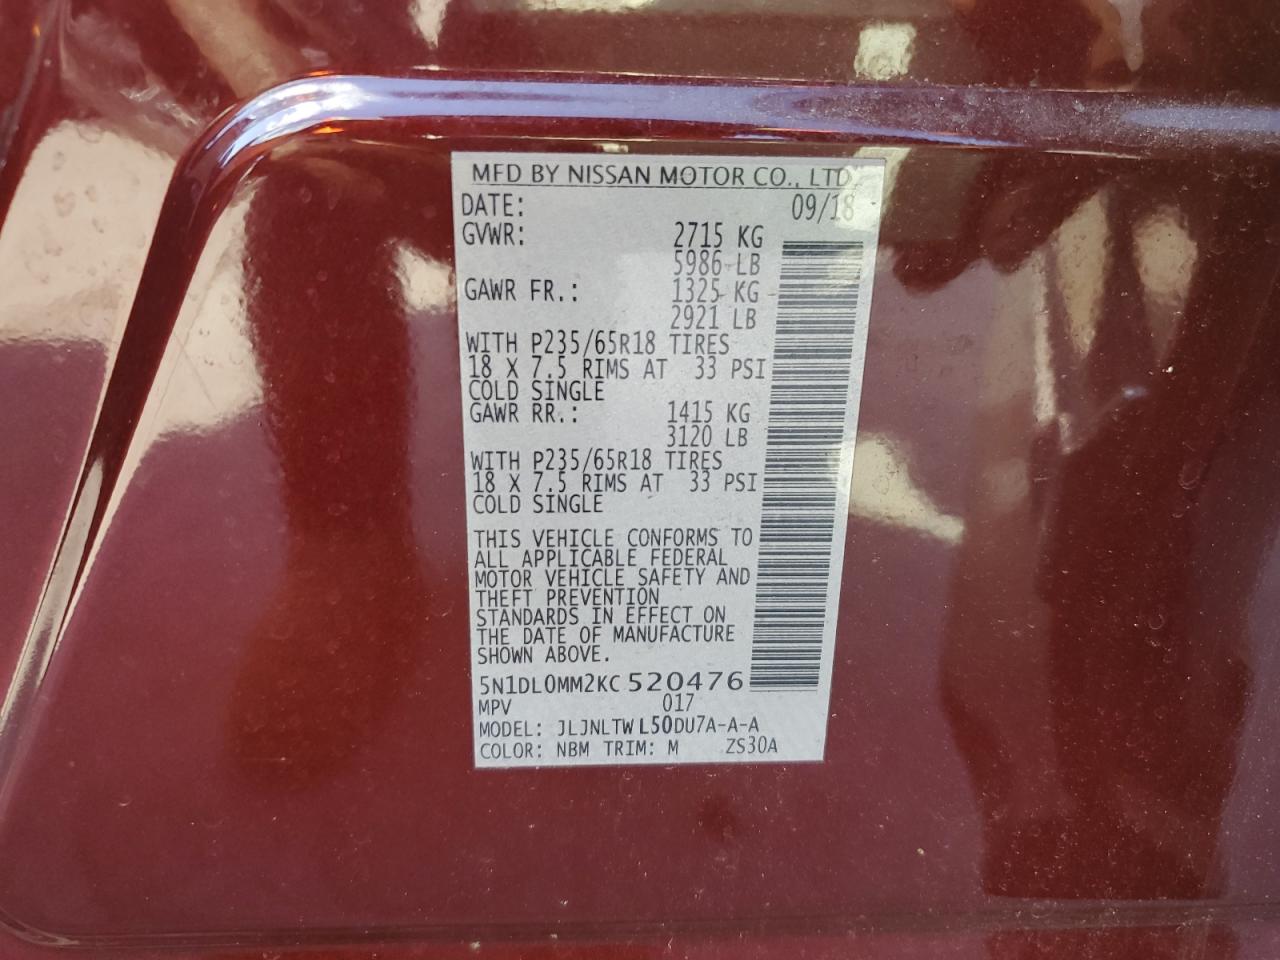 MFD BY NISSAN MOTOR CO., LTD.
DATE: 09/18
GVWR: 2715 KG
5986 LB
GAWR FR.: 1325 KG
2921 LB
WITH P235/65R18 TIRES
18 X 7.5 RIMS AT 33 PSI
COLD SINGLE
GAWR RR.: 1415 KG
3120 LB
WITH P235/65R18 TIRES
18 X 7.5 RIMS AT 33 PSI
COLD SINGLE
THIS VEHICLE CONFORMS TO
ALL APPLICABLE FEDERAL
MOTOR VEHICLE SAFETY AND
THEFT PREVENTION
STANDARDS IN EFFECT ON
THE DATE OF MANUFACTURE
SHOWN ABOVE.
5N1DL0MM2KC 520476
MPV 017
MODEL: JLJNLTW L50DU7A-A-A
COLOR: NBM TRIM: M ZS30A